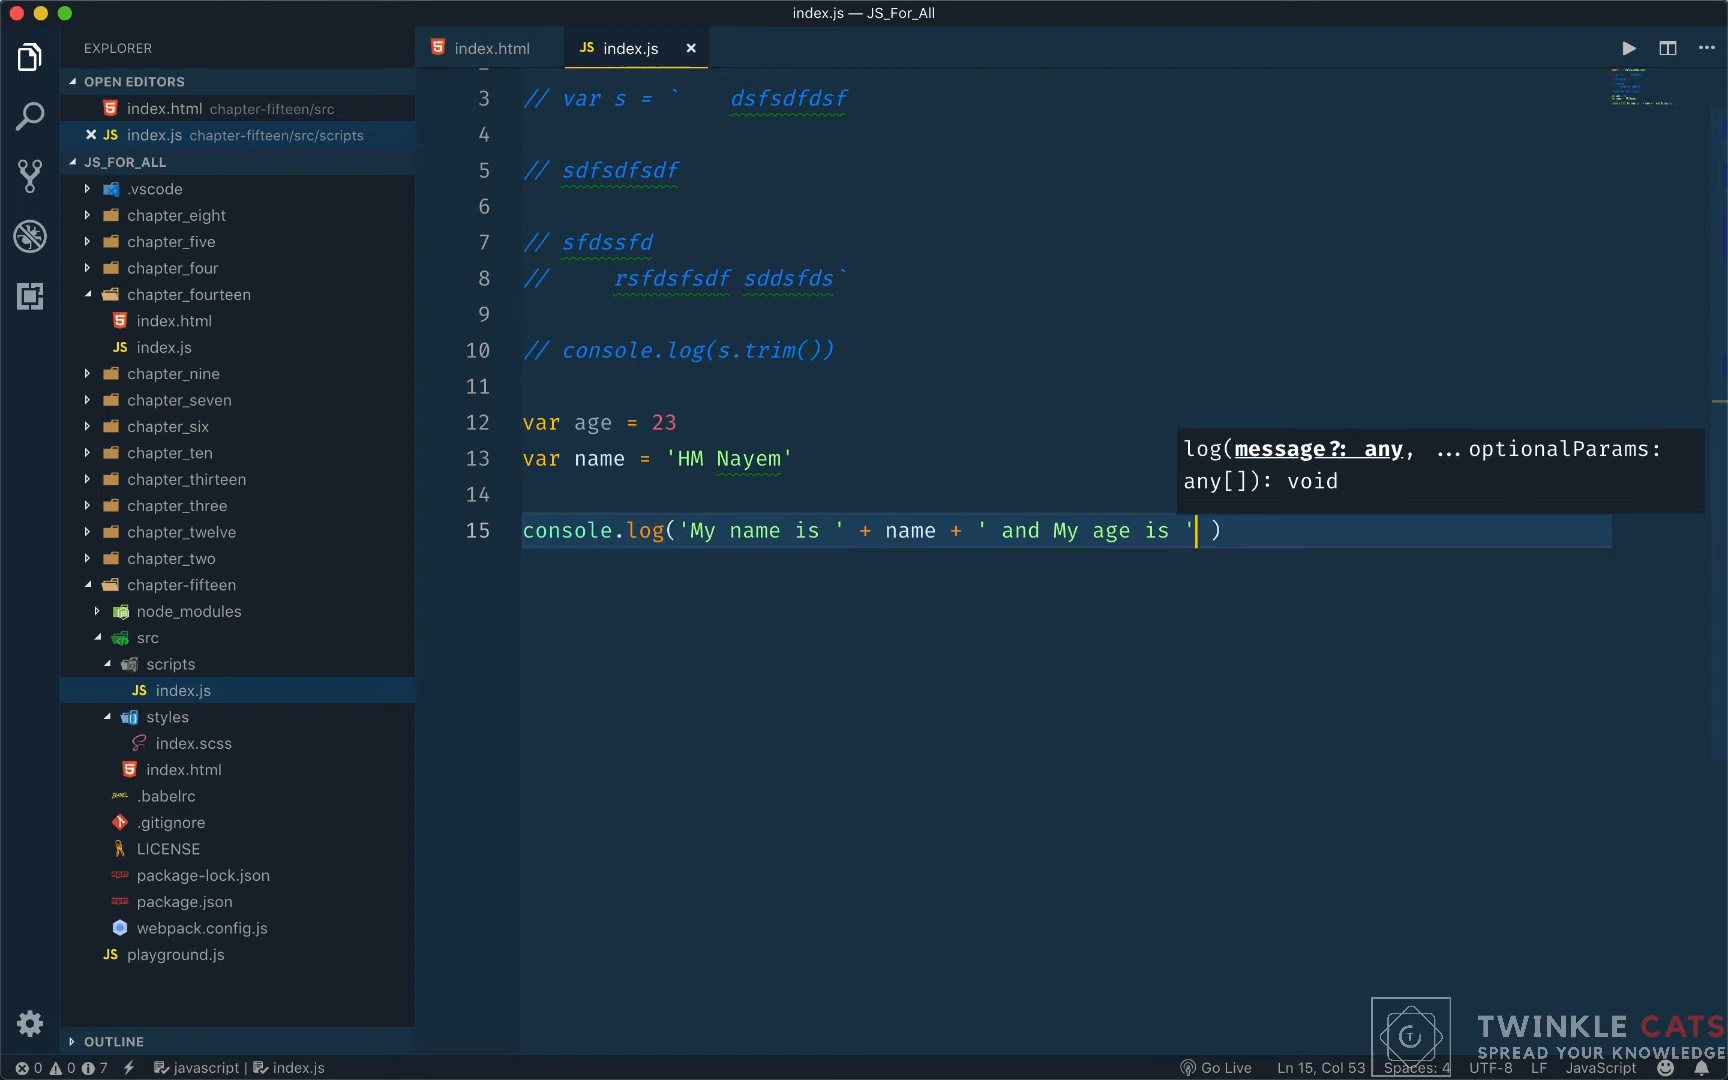 index.js — JS_For_All
EXPLORER
OPEN EDITORS
index.html chapter-fifteen/src
JS index.js chapter-fifteen/src/scripts
JS_FOR_ALL
.vscode
chapter_eight
chapter_five
chapter_four
chapter_fourteen
index.html
JS index.js
chapter_nine
chapter_seven
chapter_six
chapter_ten
chapter_thirteen
chapter_three
chapter_twelve
chapter_two
chapter-fifteen
node_modules
src
scripts
JS index.js
styles
index.scss
index.html
.babelrc
.gitignore
LICENSE
package-lock.json
package.json
webpack.config.js
JS playground.js
OUTLINE
index.html
JS index.js
3 // var s = `    dsfsdfdsf
4
5 // sdfsdfsdf
6
7 // sfdssfd
8 //     rsfdsfsdf sddsfds`
9
10 // console.log(s.trim())
11
12 var age = 23
13 var name = 'HM Nayem'
14
15 console.log('My name is ' + name + ' and My age is ' )
log(message?: any, ...optionalParams:
any[]): void
TWINKLE CATS
SPREAD YOUR KNOWLEDGE
0 0 7 javascript | index.js Go Live Ln 15, Col 53 Spaces: 4 UTF-8 LF JavaScript